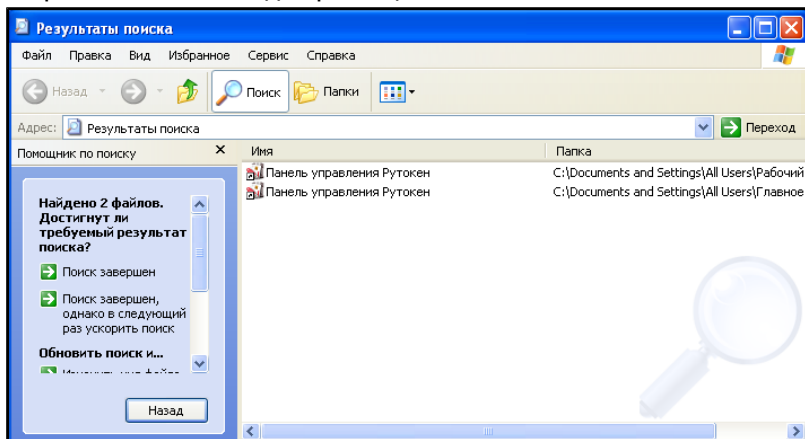 Результаты поиска
Файл Правка Вид Избранное Сервис Справка
Назад Поиск Папки
Адрес: Результаты поиска Переход
Помощник по поиску Имя Папка
Панель управления Рутокен C:\Documents and Settings\All Users\Рабочий
Панель управления Рутокен C:\Documents and Settings\All Users\Главное
Найдено 2 файлов.
Достигнут ли
требуемый результат
поиска?
Поиск завершен
Поиск завершен,
однако в следующий
раз ускорить поиск
Обновить поиск и...
Назад